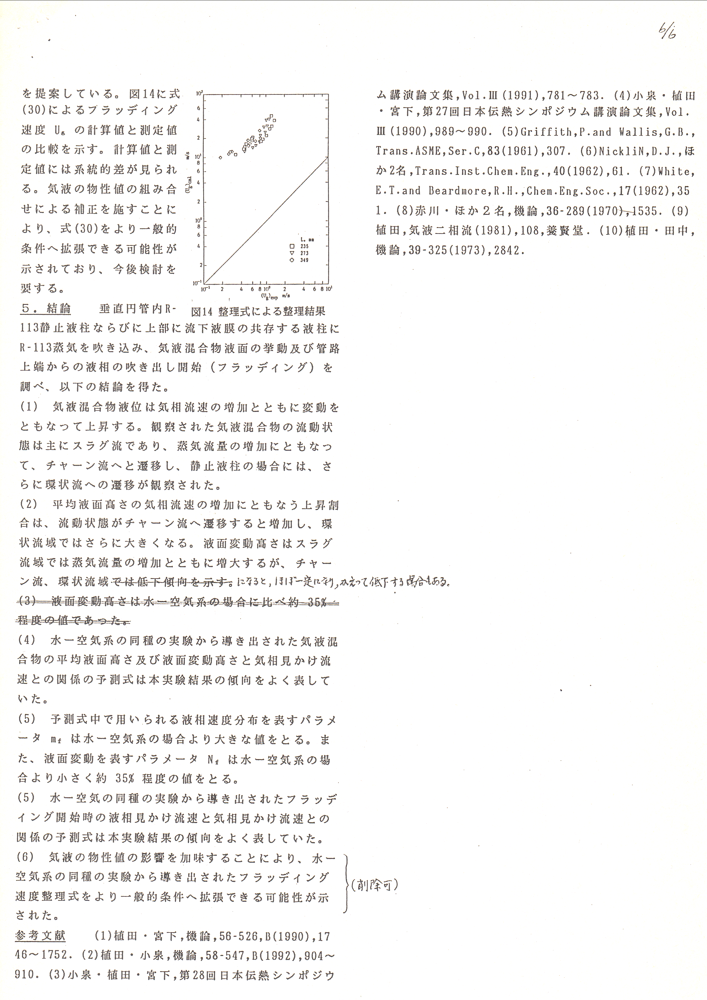 6/6
を提案している。図14に式
(30)によるフラッディング
速度 Ug の計算値と測定値
の比較を示す。計算値と測
定値には系統的差が見られ
る。気液の物性値の組み合
せによる補正を施すことに
より、式(30)をより一般的
条件へ拡張できる可能性が
示されており、今後検討を
要する。
10²
6
4
2
10¹
8
6
4
2
10⁰
8
6
4
2
10⁻¹
(Ug)cal m/s
L, mm
□ 235
▽ 273
◇ 349
10⁻¹ 2 4 6 8 10⁰ 2 4 6 8 10¹
(Ug)exp m/s
図14 整理式による整理結果
5. 結論 垂直円管内R-
113静止液柱ならびに上部に流下液膜の共存する液柱に
R-113蒸気を吹き込み、気液混合物液面の挙動及び管路
上端からの液相の吹き出し開始(フラッディング)を
調べ、以下の結論を得た。
(1) 気液混合物液位は気相流速の増加とともに変動を
ともなって上昇する。観察された気液混合物の流動状
態は主にスラグ流であり、蒸気流量の増加にともなっ
て、チャーン流へと遷移し、静止液柱の場合には、さ
らに環状流への遷移が観察された。
(2) 平均液面高さの気相流速の増加にともなう上昇割
合は、流動状態がチャーン流へ遷移すると増加し、環
状流域ではさらに大きくなる。液面変動高さはスラグ
流域では蒸気流量の増加とともに増大するが、チャー
ン流、環状流域では低下傾向を示す。になると,ほぼ一定になり,かえって低下する場合もある。
(3) 液面変動高さは水ー空気系の場合に比べ約 35%
程度の値であった。
(4) 水ー空気系の同種の実験から導き出された気液混
合物の平均液面高さ及び液面変動高さと気相見かけ流
速との関係の予測式は本実験結果の傾向をよく表して
いた。
(5) 予測式中で用いられる液相速度分布を表すパラメ
ータ mf は水ー空気系の場合より大きな値をとる。ま
た、液面変動を表すパラメータ Nf は水ー空気系の場
合より小さく約 35% 程度の値をとる。
(5) 水ー空気の同種の実験から導き出されたフラッデ
ィング開始時の液相見かけ流速と気相見かけ流速との
関係の予測式は本実験結果の傾向をよく表していた。
(6) 気液の物性値の影響を加味することにより、水ー
空気系の同種の実験から導き出されたフラッディング
速度整理式をより一般的条件へ拡張できる可能性が示
された。
(削除可)
参考文献 (1)植田・宮下,機論,56-526,B(1990),17
46～1752. (2)植田・小泉,機論,58-547,B(1992),904～
910. (3)小泉・植田・宮下,第28回日本伝熱シンポジウ
ム講演論文集,Vol.Ⅲ(1991),781～783. (4)小泉・植田
・宮下,第27回日本伝熱シンポジウム講演論文集,Vol.
Ⅲ(1990),989～990. (5)Griffith,P.and Wallis,G.B.,
Trans.ASME,Ser.C,83(1961),307. (6)NickliN,D.J.,ほ
か2名,Trans.Inst.Chem.Eng.,40(1962),61. (7)White,
E.T.and Beardmore,R.H.,Chem.Eng.Soc.,17(1962),35
1. (8)赤川・ほか2名,機論,36-289(1970),1535. (9)
植田,気液二相流(1981),108,養賢堂. (10)植田・田中,
機論,39-325(1973),2842.